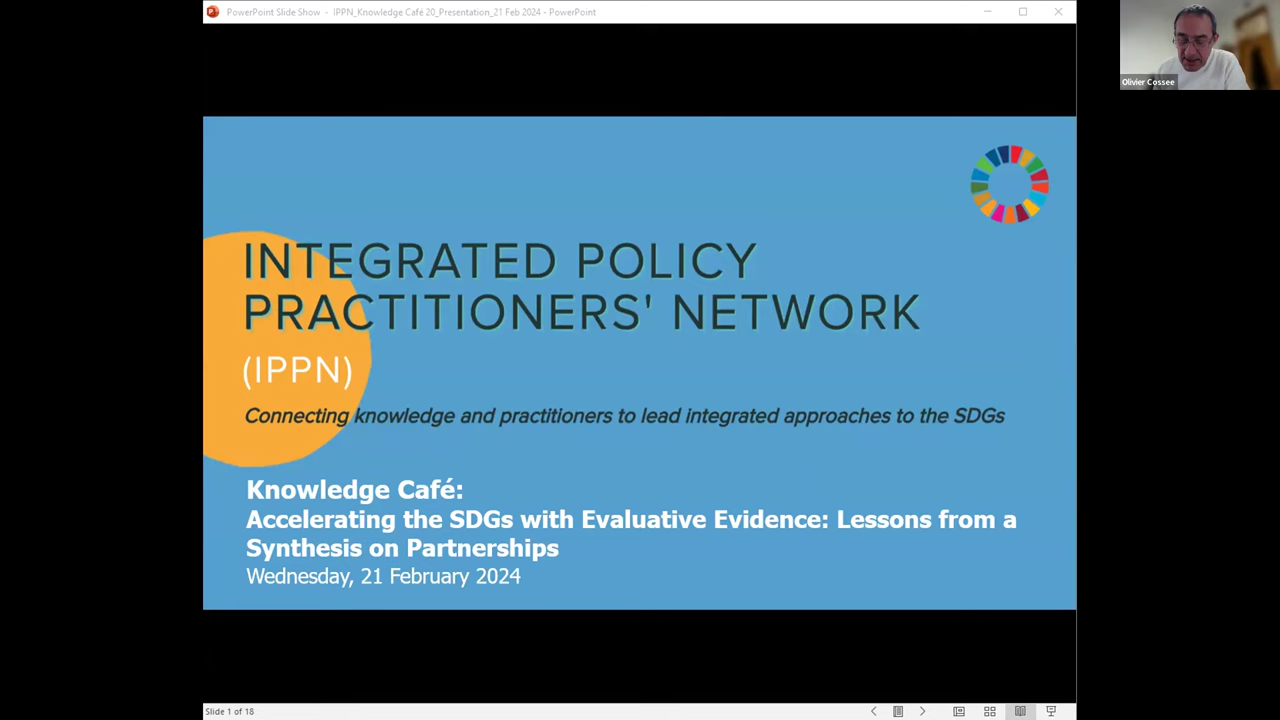 PowerPoint Slide Show - IPPN_Knowledge Café 20_Presentation_21 Feb 2024 - PowerPoint
Olivier Cossee
INTEGRATED POLICY
PRACTITIONERS' NETWORK
(IPPN)
Connecting knowledge and practitioners to lead integrated approaches to the SDGs
Knowledge Café:
Accelerating the SDGs with Evaluative Evidence: Lessons from a
Synthesis on Partnerships
Wednesday, 21 February 2024
Slide 1 of 18